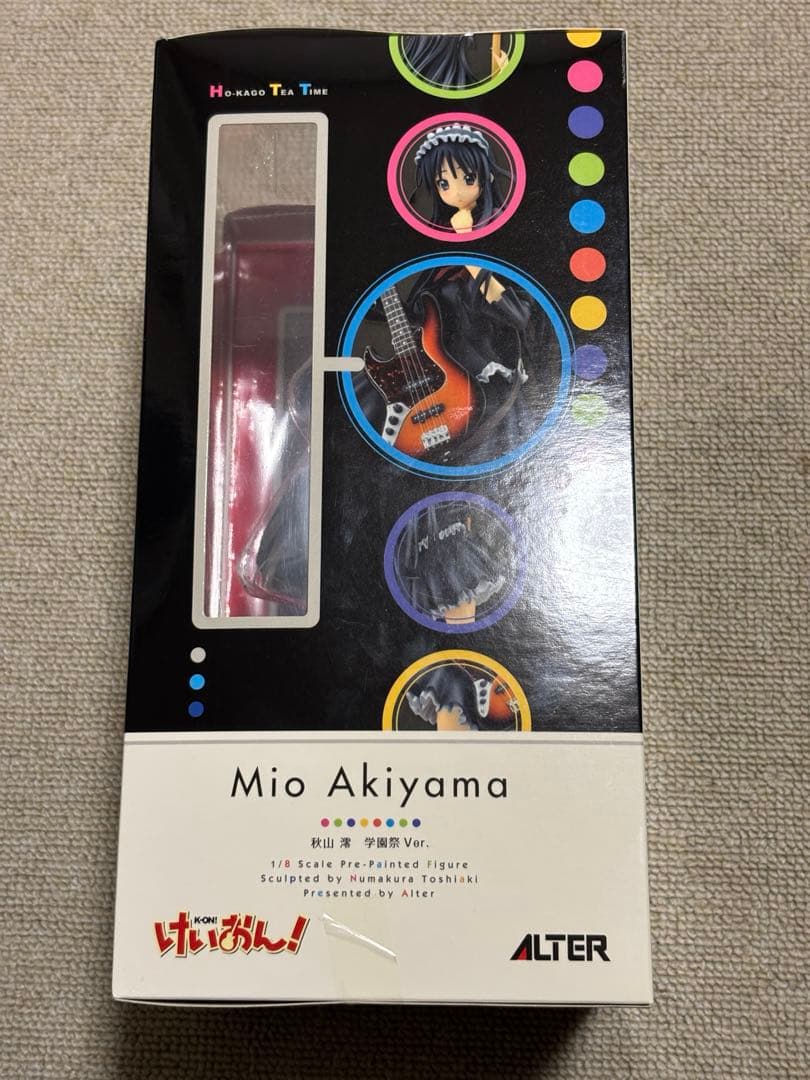 HO-KAGO TEA TIME
Mio Akiyama
秋山 澪 学園祭 Ver.
1/8 Scale Pre-Painted Figure
Sculpted by Numakura Toshiaki
Presented by Alter
K-ON!
けいおん!
ALTER